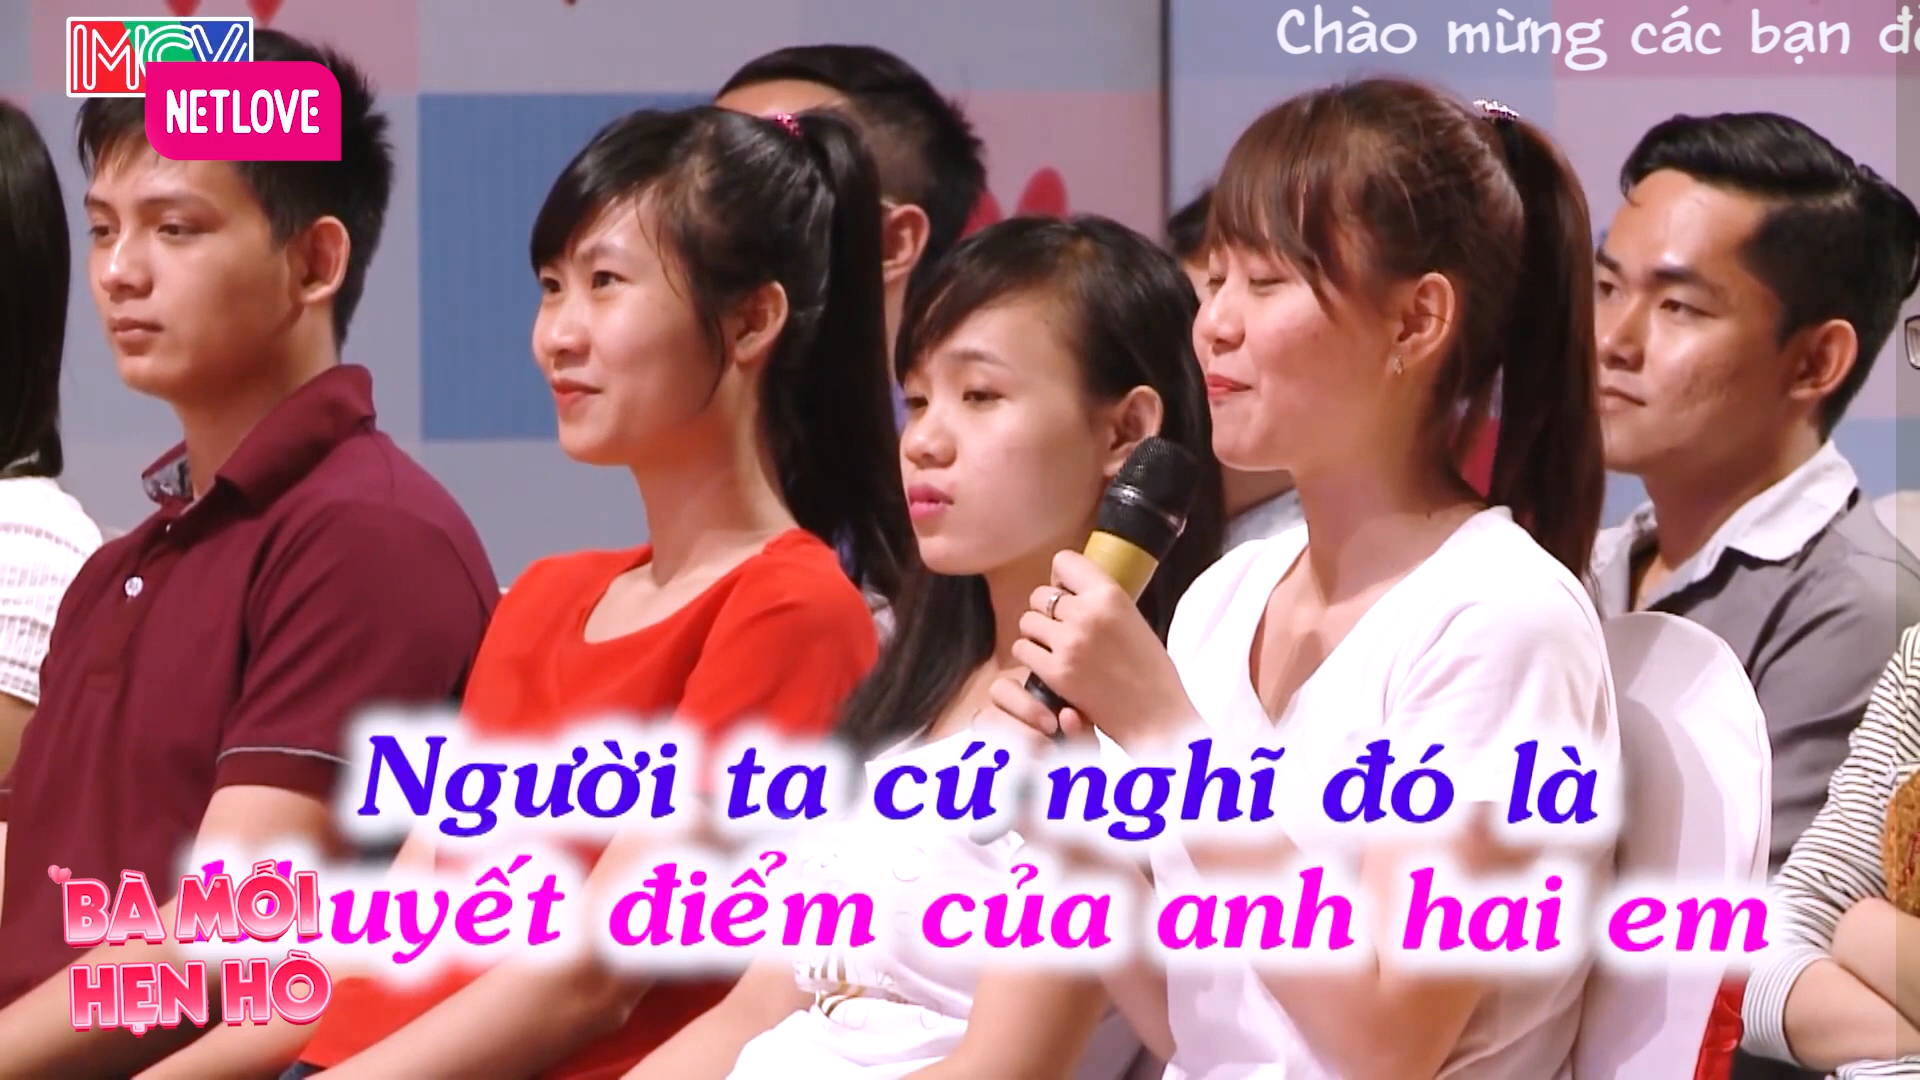 MCV
NETLOVE
Chào mừng các bạn
Người ta cứ nghĩ đó là
uyết điểm của anh hai em
BÀ MỐI
HẸN HÒ